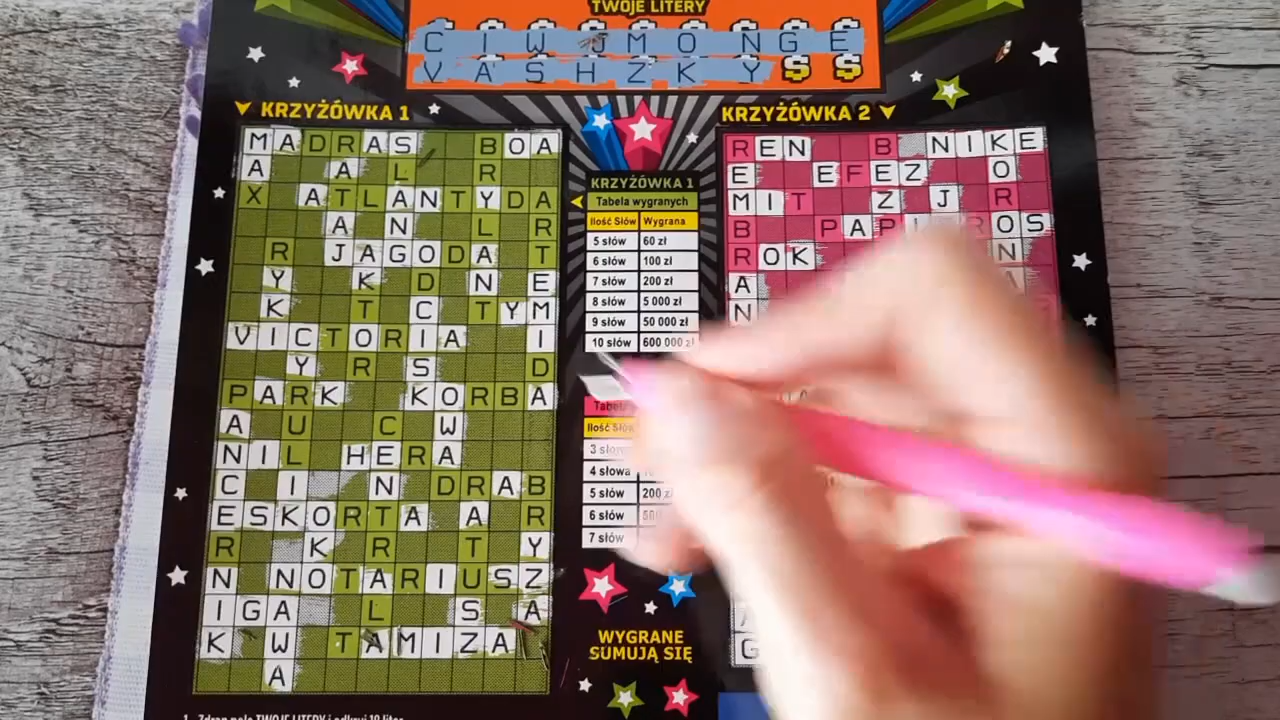 TWOJE LITERY
C I W J M O N G E
V A S H Z K Y $ $
KRZYŻÓWKA 1
KRZYŻÓWKA 2
MADRAS BOA
A A L R
X ATLANTYDA
A N L R
R JAGODA T
Y K D N E
K T C TYM
VICTORIA I
Y R S D
PARK KORBA
A U C W
NIL HERA
C I N DRAB
ESKORTA A R
R K R T Y
N NOTARIUSZ
IGA L S A
K W TAMIZA
A
REN B NIKE
E EFEZ O
MIT Z J R
B OS
ROK N
A
N
G
KRZYŻÓWKA 1
Tabela wygranych
Ilość Słów Wygrana
5 słów 60 zł
6 słów 100 zł
7 słów 200 zł
8 słów 5 000 zł
9 słów 50 000 zł
10 słów 600 000 zł
Ilość Słów
3 słowa
4 słowa
5 słów 200 zł
6 słów
7 słów
WYGRANE
SUMUJĄ SIĘ